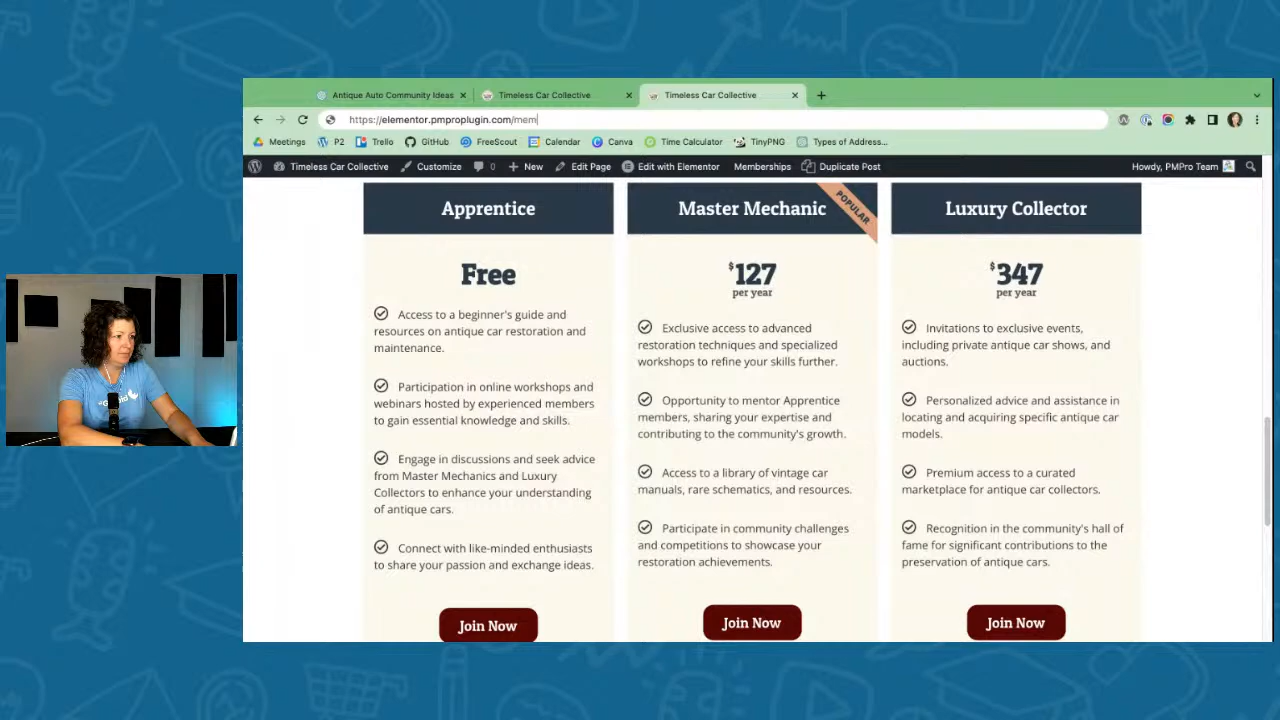 Antique Auto Community Ideas
Timeless Car Collective
Timeless Car Collective
https://elementor.pmproplugin.com/mem
Meetings
P2
Trello
GitHub
FreeScout
Calendar
Canva
Time Calculator
TinyPNG
Types of Address...
Timeless Car Collective
Customize
0
New
Edit Page
Edit with Elementor
Memberships
Duplicate Post
Howdy, PMPro Team
Apprentice
Free
Access to a beginner's guide and
resources on antique car restoration and
maintenance.
Participation in online workshops and
webinars hosted by experienced members
to gain essential knowledge and skills.
Engage in discussions and seek advice
from Master Mechanics and Luxury
Collectors to enhance your understanding
of antique cars.
Connect with like-minded enthusiasts
to share your passion and exchange ideas.
Join Now
Master Mechanic
POPULAR
$127
per year
Exclusive access to advanced
restoration techniques and specialized
workshops to refine your skills further.
Opportunity to mentor Apprentice
members, sharing your expertise and
contributing to the community's growth.
Access to a library of vintage car
manuals, rare schematics, and resources.
Participate in community challenges
and competitions to showcase your
restoration achievements.
Join Now
Luxury Collector
$347
per year
Invitations to exclusive events,
including private antique car shows, and
auctions.
Personalized advice and assistance in
locating and acquiring specific antique car
models.
Premium access to a curated
marketplace for antique car collectors.
Recognition in the community's hall of
fame for significant contributions to the
preservation of antique cars.
Join Now